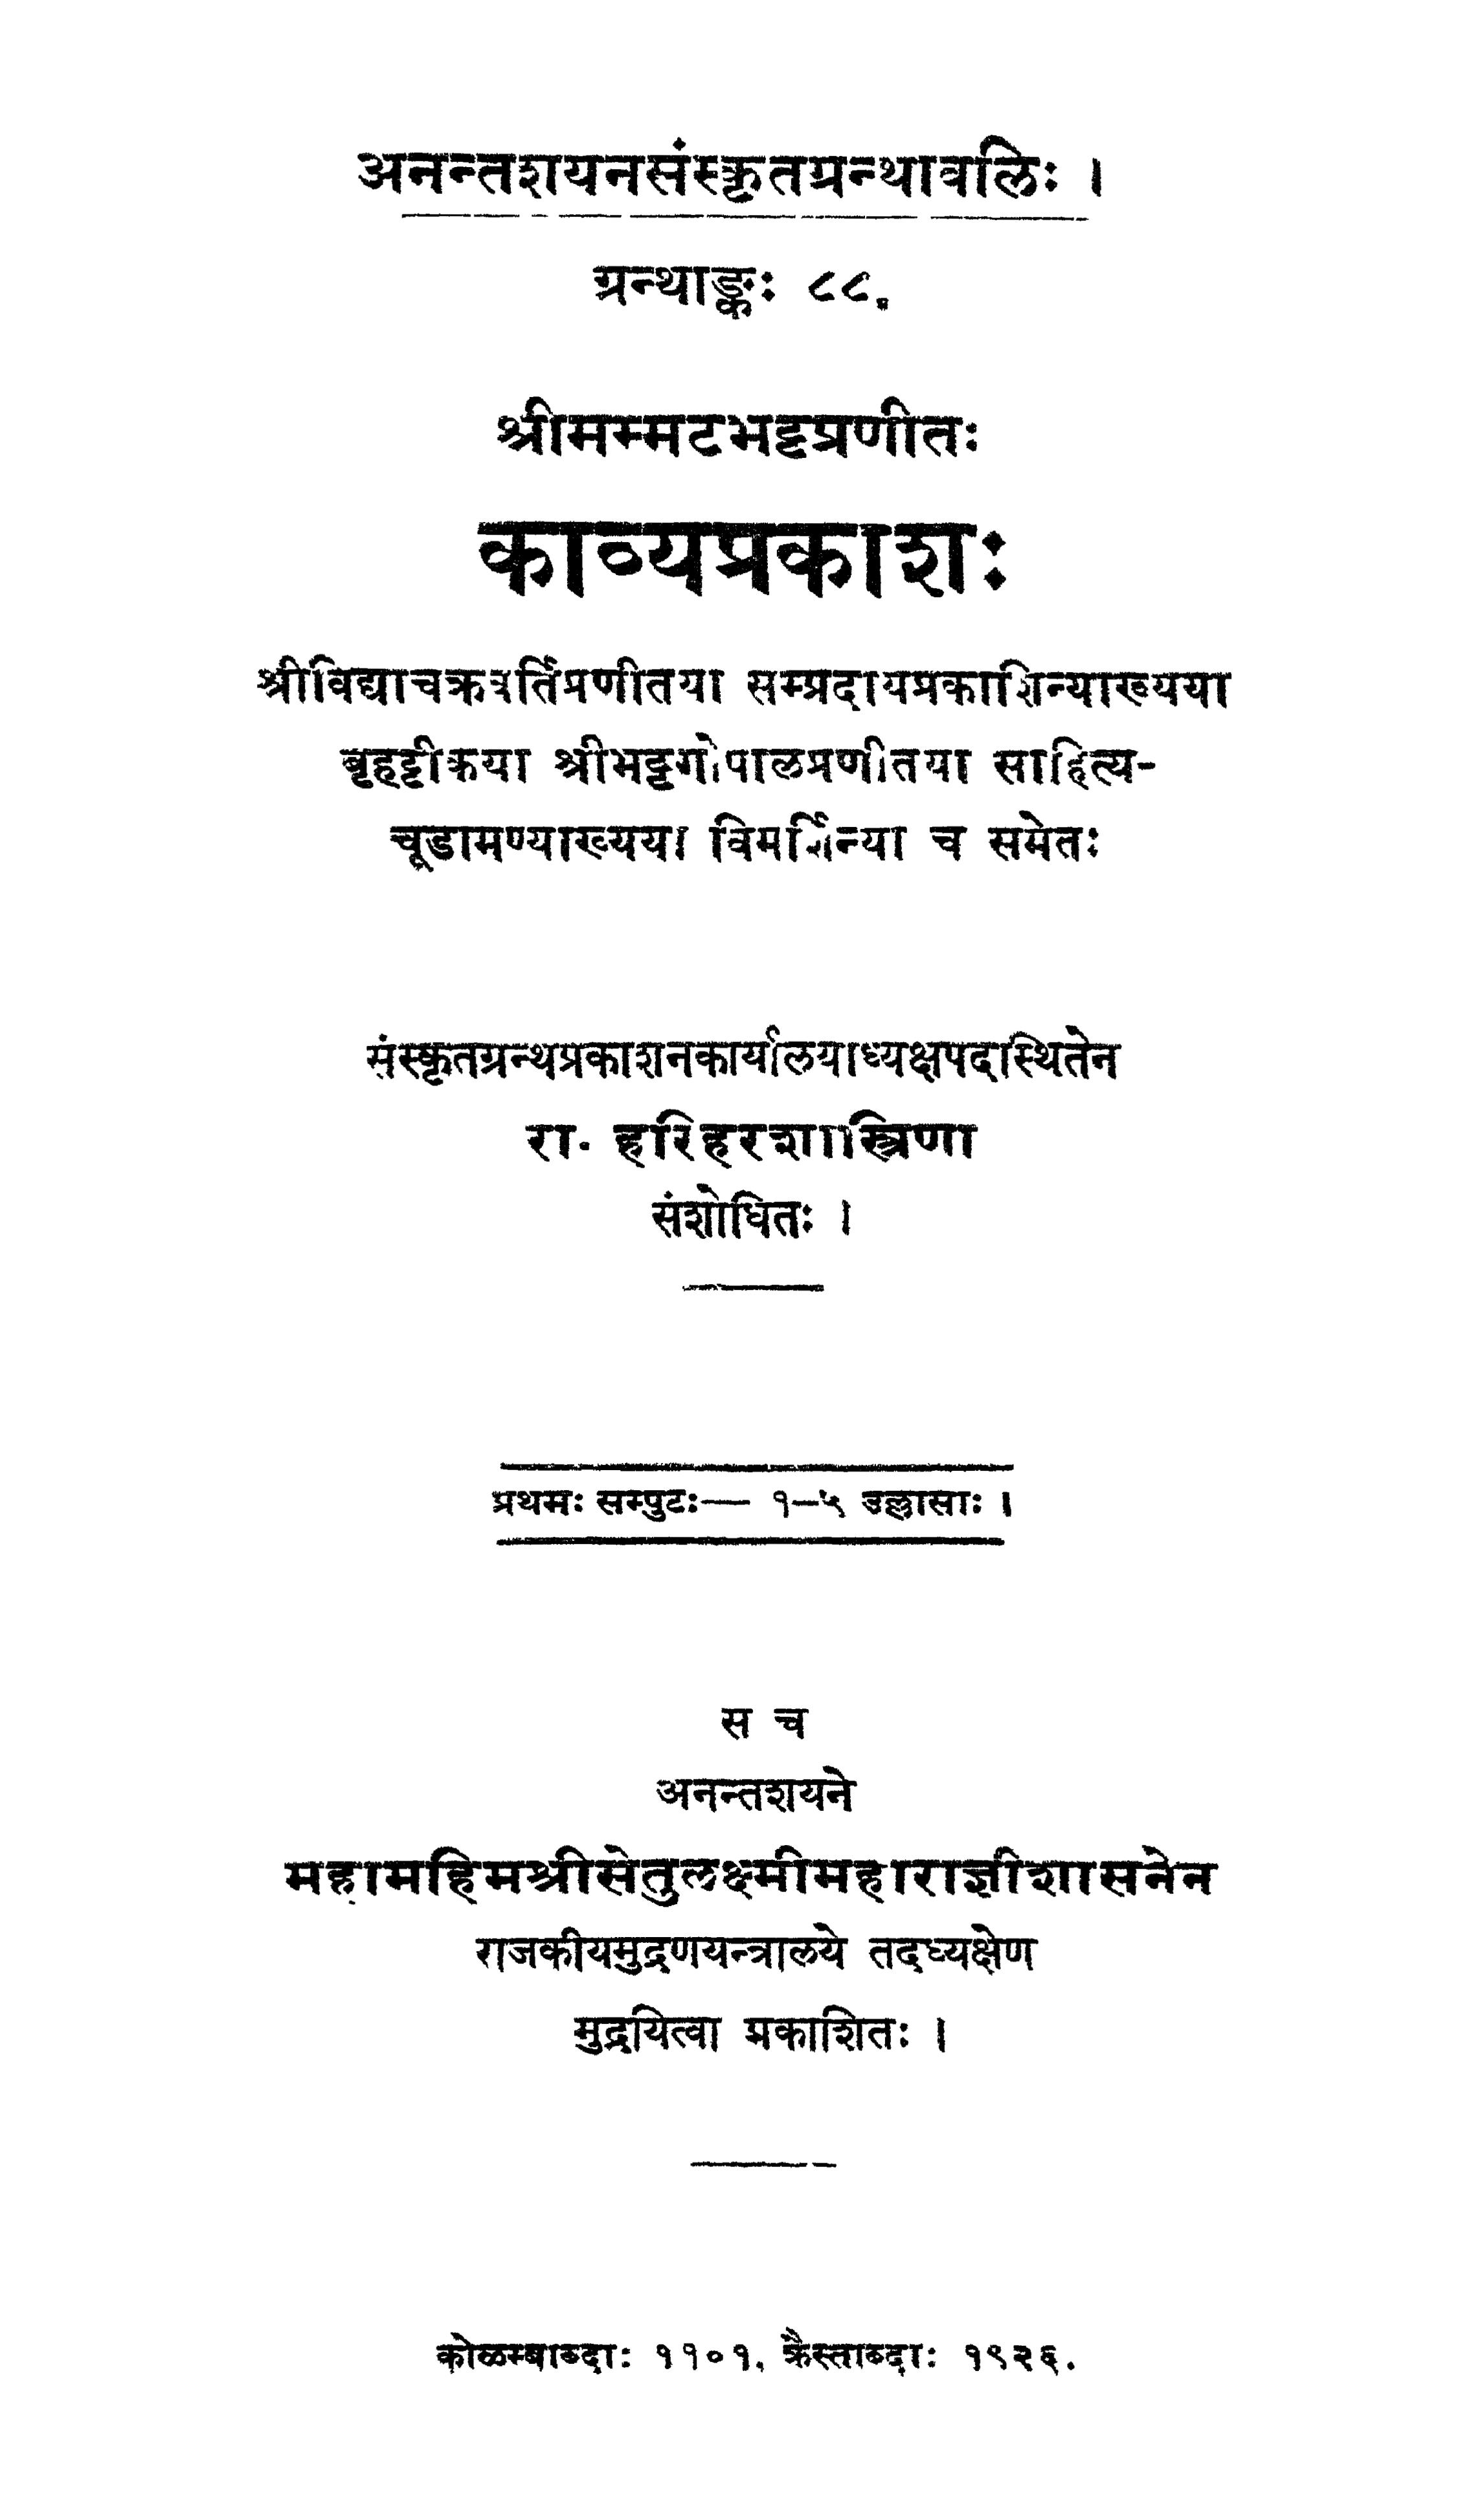 अनन्तशयनसंस्कृतग्रन्थावलिः ।
ग्रन्थाङ्कः ८८.
श्रीमम्मटभट्टप्रणीतः
काव्यप्रकाशः
श्रीविद्याचक्रवर्तिप्रणीतया सम्प्रदायप्रकाशिन्याख्यया
बृहट्टीकया श्रीभट्टगोपालप्रणीतया साहित्य-
चूडामण्याख्यया विमर्शिन्या च समेतः
संस्कृतग्रन्थप्रकाशनकार्यालयाध्यक्षपदस्थितेन
रा. हरिहरशास्त्रिणा
संशोधितः ।
प्रथमः सम्पुटः— १–५ उल्लासाः ।
स च
अनन्तशयने
महामहिमश्रीसेतुलक्ष्मीमहाराज्ञीशासनेन
राजकीयमुद्रणयन्त्रालये तदध्यक्षेण
मुद्रयित्वा प्रकाशितः ।
कोळम्बाब्दाः ११०१. क्रैस्ताब्दाः १९२६.